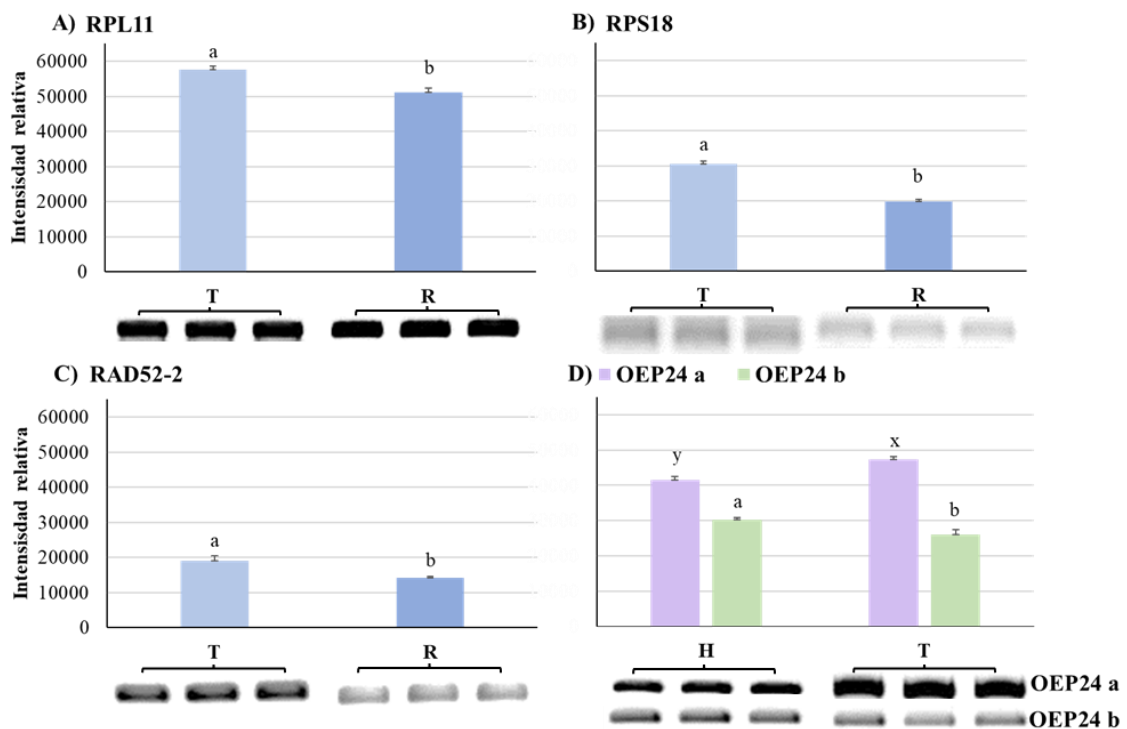 A) RPL11
Intensisdad relativa
60000
50000
40000
30000
20000
10000
0
a
b
T
R
B) RPS18
a
b
T
R
C) RAD52-2
Intensisdad relativa
60000
50000
40000
30000
20000
10000
0
a
b
T
R
D) OEP24 a OEP24 b
y
a
x
b
H
T
OEP24 a
OEP24 b